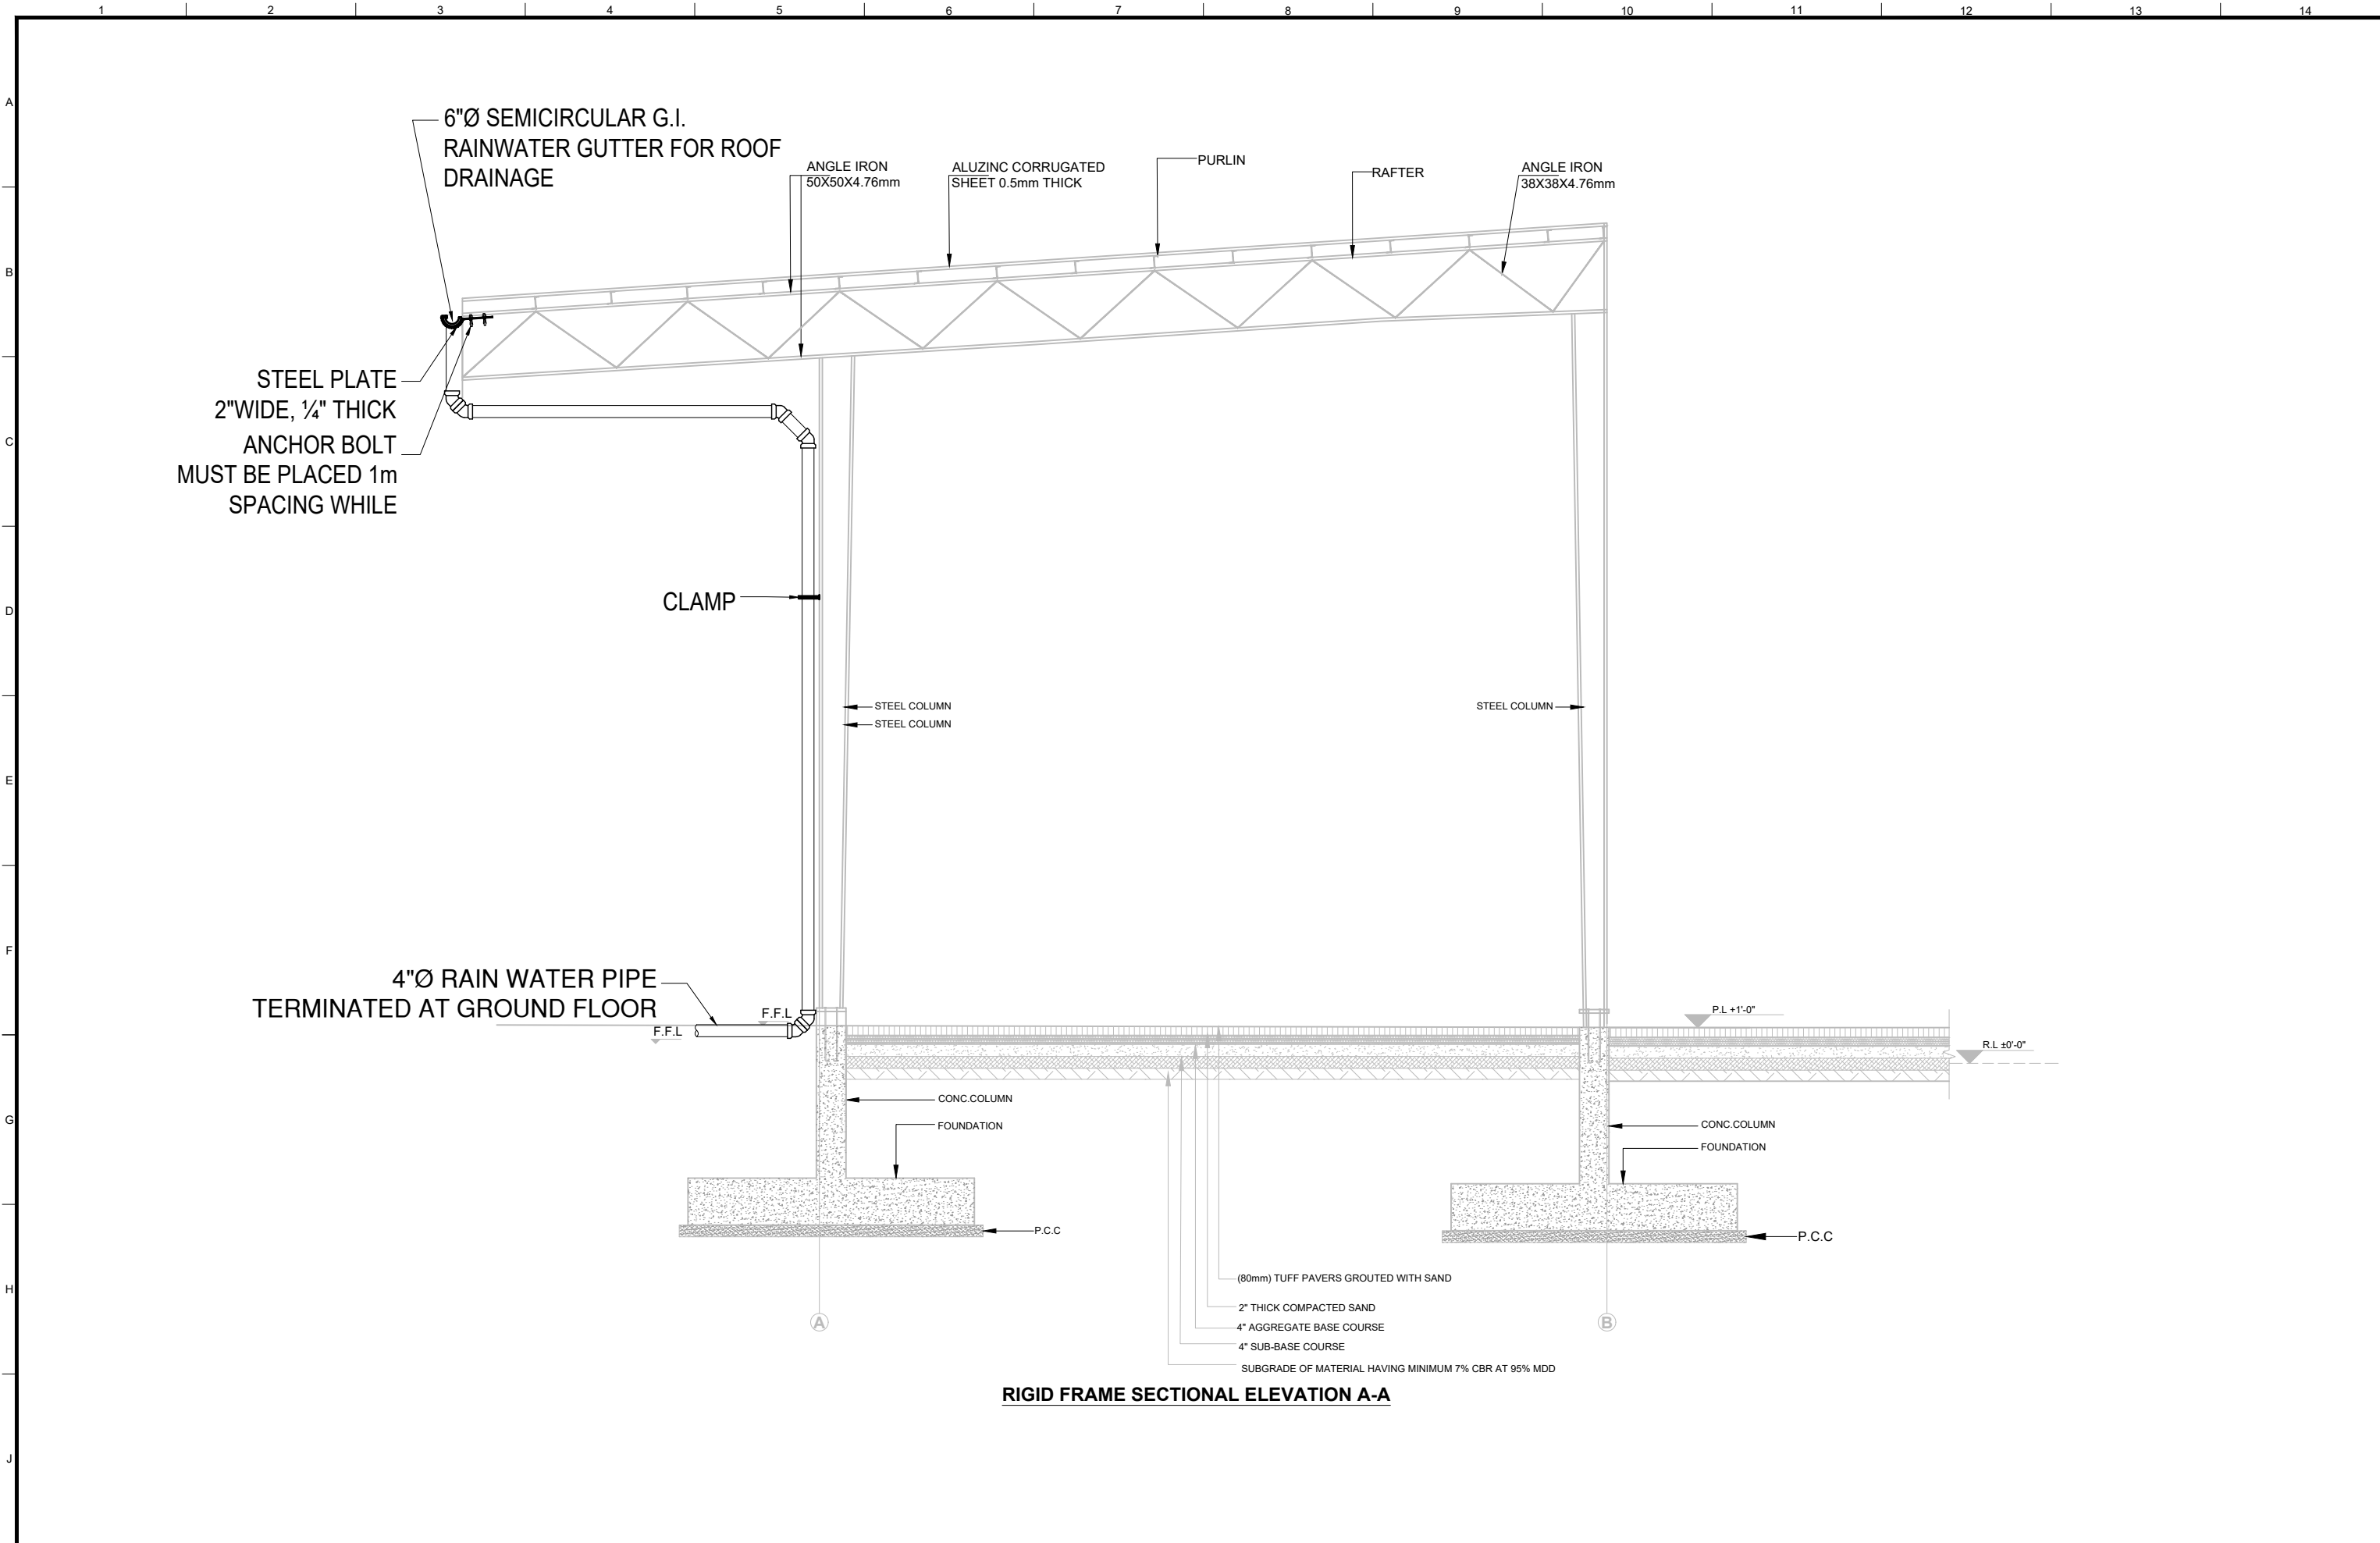 1 2 3 4 5 6 7 8 9 10 11 12 13 14
A
B
C
D
E
F
G
H
J
6"Ø SEMICIRCULAR G.I.
RAINWATER GUTTER FOR ROOF
DRAINAGE
ANGLE IRON
50X50X4.76mm
ALUZINC CORRUGATED
SHEET 0.5mm THICK
PURLIN
RAFTER
ANGLE IRON
38X38X4.76mm
STEEL PLATE
2"WIDE, ¼" THICK
ANCHOR BOLT
MUST BE PLACED 1m
SPACING WHILE
CLAMP
STEEL COLUMN
STEEL COLUMN
STEEL COLUMN
4"Ø RAIN WATER PIPE
TERMINATED AT GROUND FLOOR
F.F.L
F.F.L
P.L +1'-0"
R.L ±0'-0"
CONC.COLUMN
FOUNDATION
P.C.C
CONC.COLUMN
FOUNDATION
P.C.C
(80mm) TUFF PAVERS GROUTED WITH SAND
2" THICK COMPACTED SAND
4" AGGREGATE BASE COURSE
4" SUB-BASE COURSE
SUBGRADE OF MATERIAL HAVING MINIMUM 7% CBR AT 95% MDD
A
B
RIGID FRAME SECTIONAL ELEVATION A-A